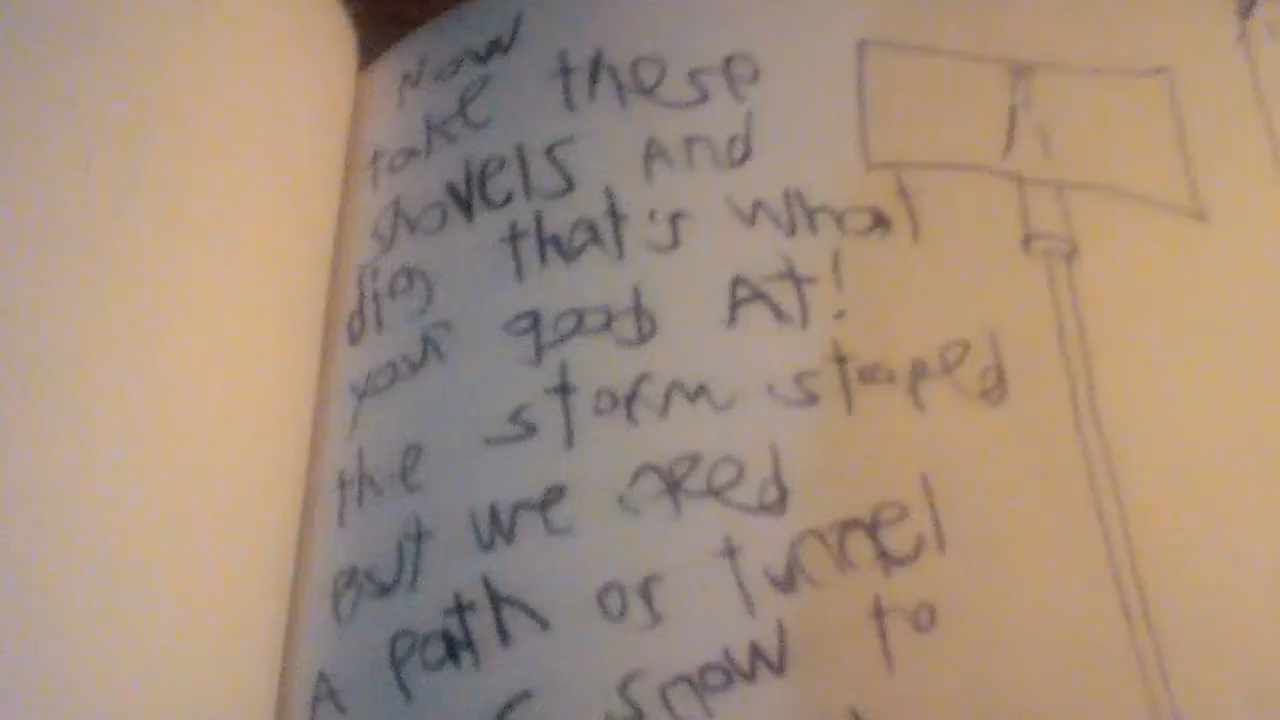 Now
take these
shovels And
dig that's what
your good At!
the storm stoped
But we need
A path or tunnel
snow to